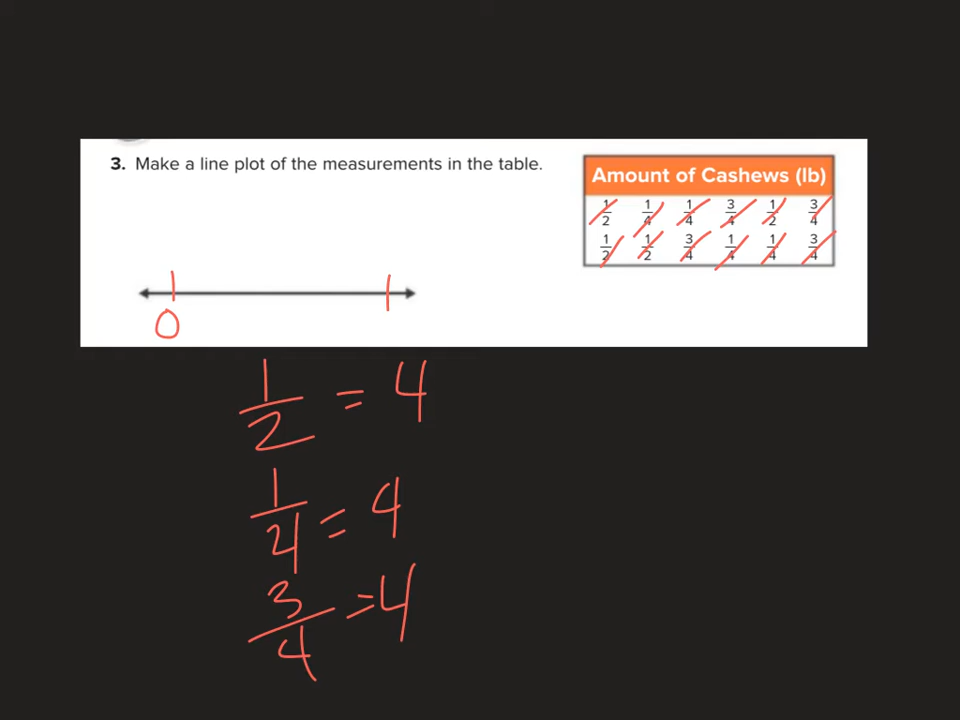 3. Make a line plot of the measurements in the table.
Amount of Cashews (lb)
1/2 1/4 1/4 3/4 1/2 3/4
1/2 1/2 3/4 1/4 1/4 3/4
0
1/2 = 4
1/4 = 4
3/4 = 4